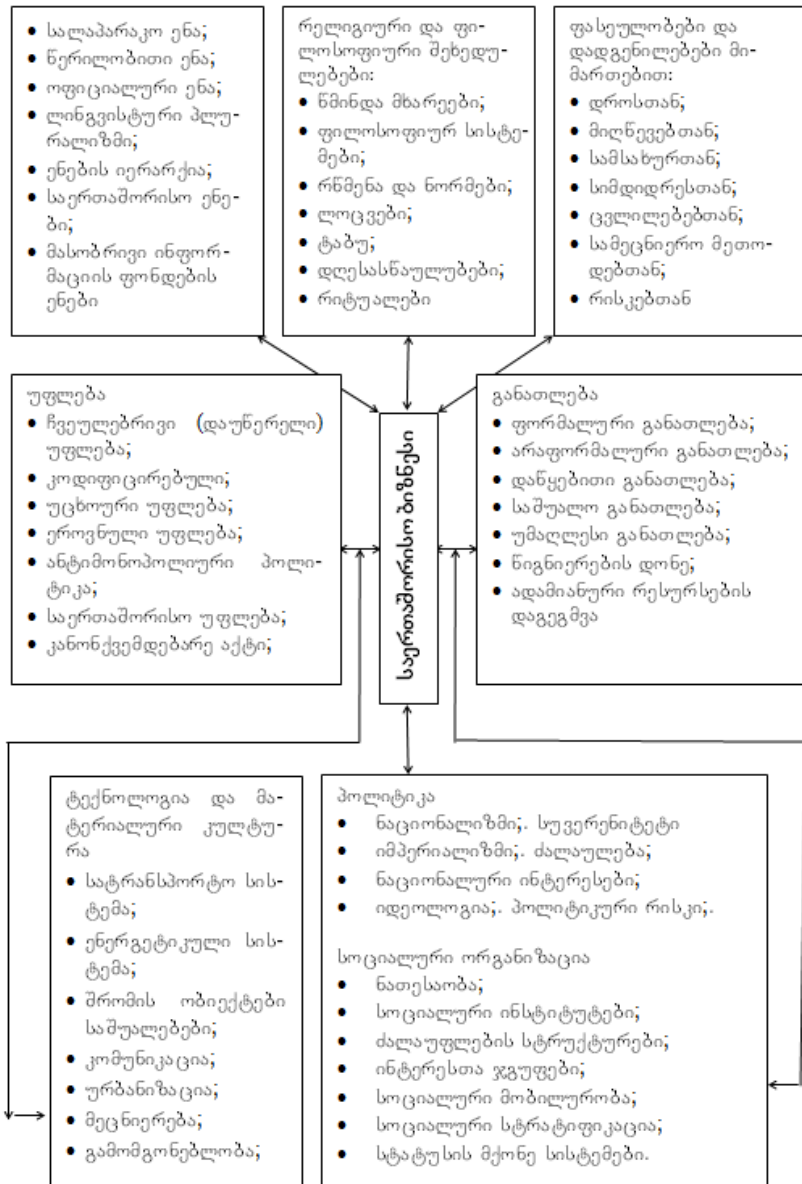 • სალაპარაკო ენა;
• წერილობითი ენა;
• ოფიციალური ენა;
• ლინგვისტური პლუ-
რალიზმი;
• ენების იერარქია;
• საერთაშორისო ენე-
ბი;
• მასობრივი ინფორ-
მაციის ფონდების
ენები
რელიგიური და ფი-
ლოსოფიური შეხედუ-
ლებები:
• წმინდა მხარეები;
• ფილოსოფიურ სისტე-
მები;
• რწმენა და ნორმები;
• ლოცვები;
• ტაბუ;
• დღესასწაულუბები;
• რიტუალები
ფასეულობები და
დადგენილებები მი-
მართებით:
• დროსთან;
• მიღწევებთან;
• სამსახურთან;
• სიმდიდრესთან;
• ცვლილებებთან;
• სამეცნიერო მეთო-
დებთან;
• რისკებთან
უფლება
• ჩვეულებრივი (დაუწერელი)
უფლება;
• კოდიფიცირებული;
• უცხოური უფლება;
• ეროვნული უფლება;
• ანტიმონოპოლიური პოლი-
ტიკა;
• საერთაშორისო უფლება;
• კანონქვემდებარე აქტი;
საერთაშორისო ბიზნესი
განათლება
• ფორმალური განათლება;
• არაფორმალური განათლება;
• დაწყებითი განათლება;
• საშუალო განათლება;
• უმაღლესი განათლება;
• წიგნიერების დონე;
• ადამიანური რესურსების
დაგეგმვა
ტექნოლოგია და მა-
ტერიალური კულტუ-
რა
• სატრანსპორტო სის-
ტემა;
• ენერგეტიკული სის-
ტემა;
• შრომის ობიექტები
საშუალებები;
• კომუნიკაცია;
• ურბანიზაცია;
• მეცნიერება;
• გამომგონებლობა;
პოლიტიკა
• ნაციონალიზმი;. სუვერენიტეტი
• იმპერიალიზმი;. ძალაულება;
• ნაციონალური ინტერესები;
• იდეოლოგია;. პოლიტიკური რისკი;.
სოციალური ორგანიზაცია
• ნათესაობა;
• სოციალური ინსტიტუტები;
• ძალაუფლების სტრუქტურები;
• ინტერესთა ჯგუფები;
• სოციალური მობილურობა;
• სოციალური სტრატიფიკაცია;
• სტატუსის მქონე სისტემები.